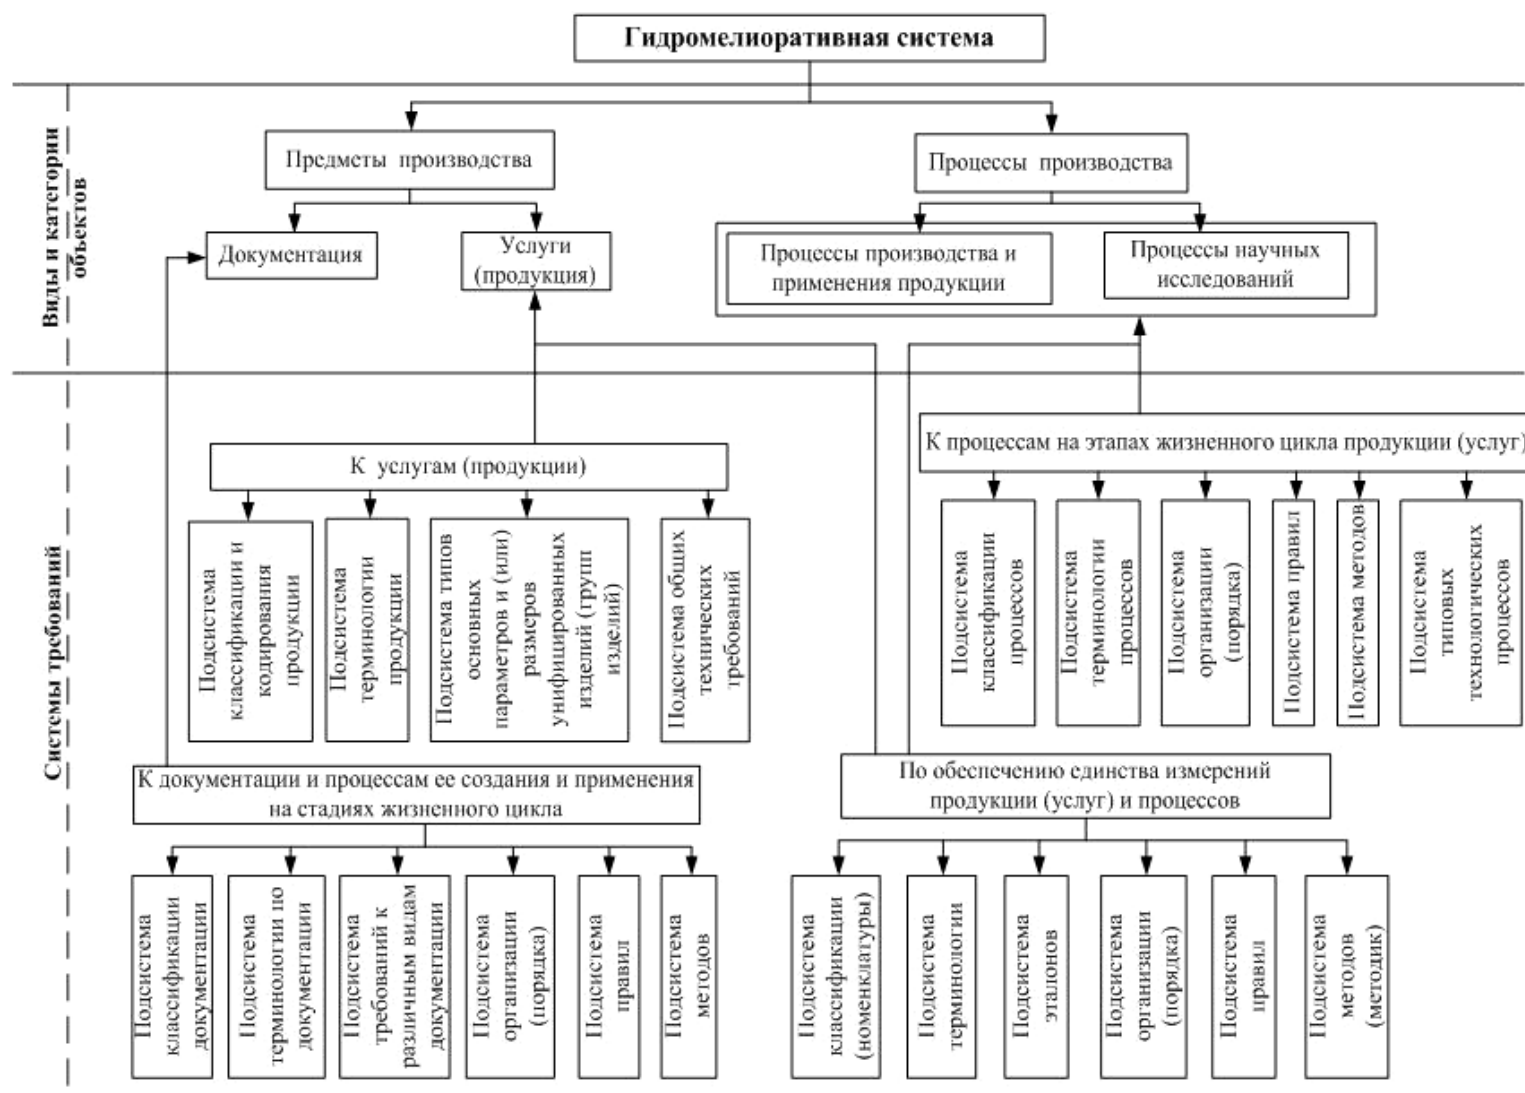 Гидромелиоративная система
Виды и категории
объектов
Предметы производства
Процессы производства
Документация
Услуги
(продукция)
Процессы производства и
применения продукции
Процессы научных
исследований
Системы требований
К услугам (продукции)
К процессам на этапах жизненного цикла продукции (услуг)
Подсистема
классификации и
кодирования
продукции
Подсистема
терминологии
продукции
Подсистема типов
основных
параметров и (или)
размеров
унифицированных
изделий (групп
изделий)
Подсистема общих
технических
требований
Подсистема
классификации
процессов
Подсистема
терминологии
процессов
Подсистема
организации
(порядка)
Подсистема правил
Подсистема методов
Подсистема
типовых
технологических
процессов
К документации и процессам ее создания и применения
на стадиях жизненного цикла
По обеспечению единства измерений
продукции (услуг) и процессов
Подсистема
классификации
документации
Подсистема
терминологии по
документации
Подсистема
требований к
различным видам
документации
Подсистема
организации
(порядка)
Подсистема
правил
Подсистема
методов
Подсистема
классификации
(номенклатуры)
Подсистема
терминологии
Подсистема
эталонов
Подсистема
организации
(порядка)
Подсистема
правил
Подсистема
методов
(методик)